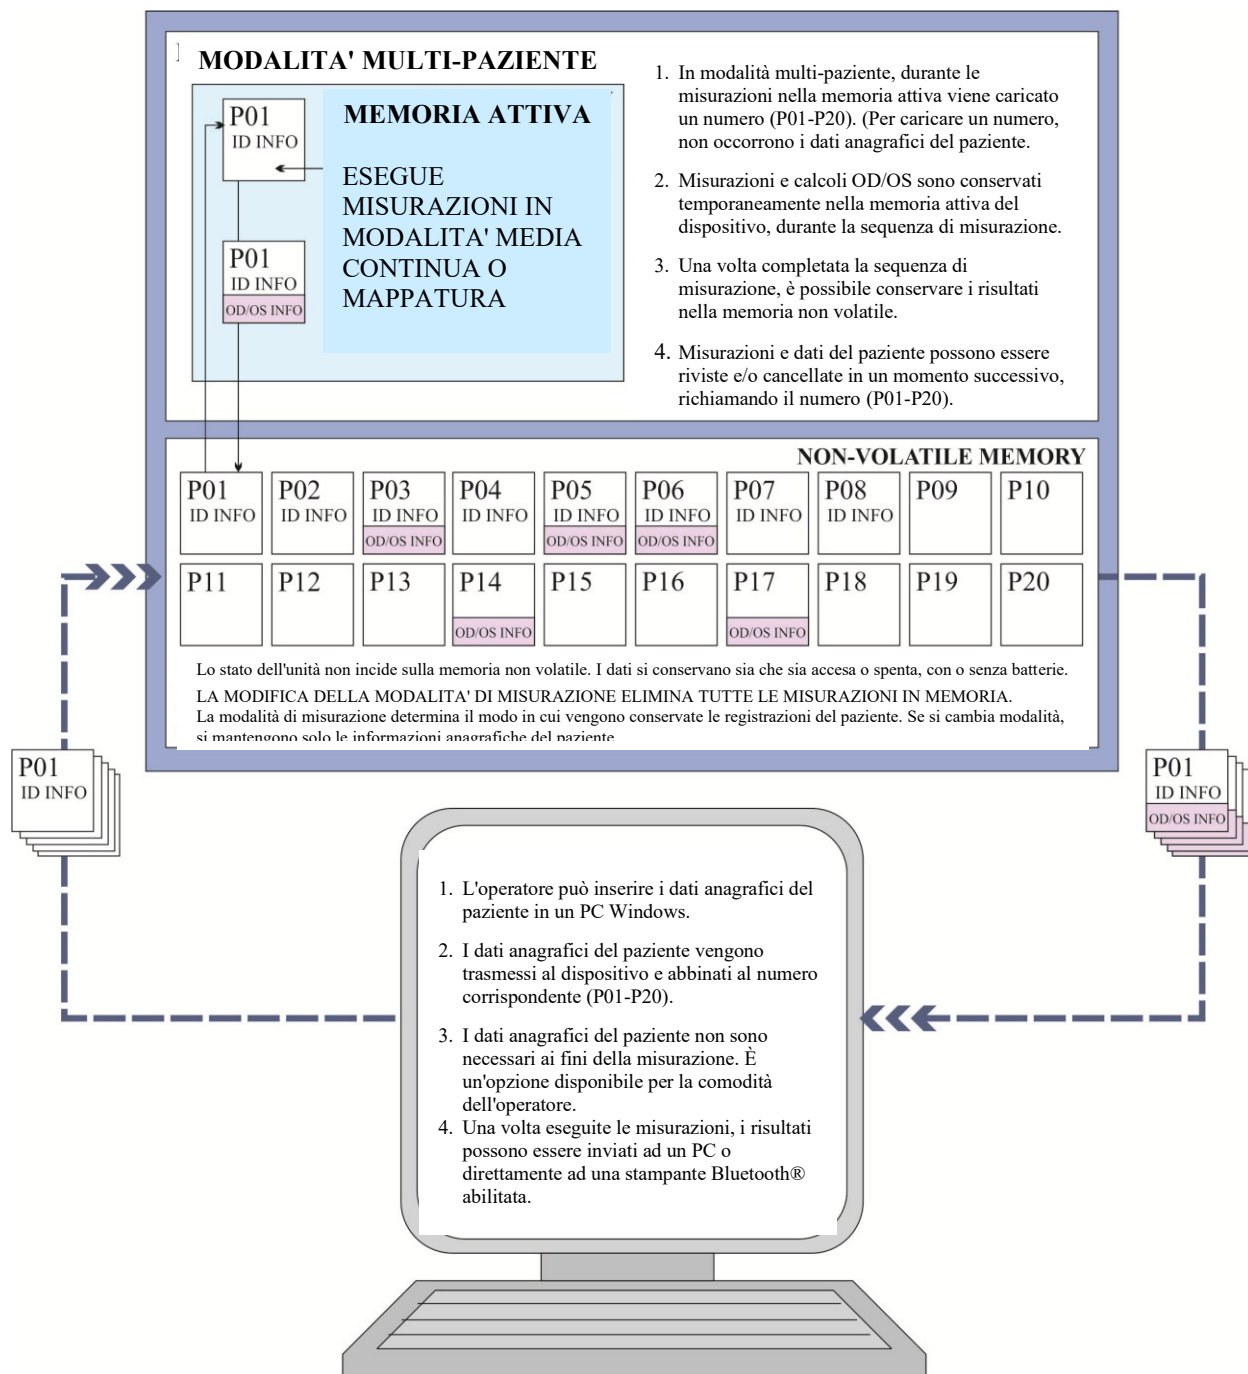 MODALITA' MULTI-PAZIENTE
P01
ID INFO
P01
ID INFO
OD/OS INFO
MEMORIA ATTIVA
ESEGUE
MISURAZIONI IN
MODALITA' MEDIA
CONTINUA O
MAPPATURA
1. In modalità multi-paziente, durante le
misurazioni nella memoria attiva viene caricato
un numero (P01-P20). (Per caricare un numero,
non occorrono i dati anagrafici del paziente.
2. Misurazioni e calcoli OD/OS sono conservati
temporaneamente nella memoria attiva del
dispositivo, durante la sequenza di misurazione.
3. Una volta completata la sequenza di
misurazione, è possibile conservare i risultati
nella memoria non volatile.
4. Misurazioni e dati del paziente possono essere
riviste e/o cancellate in un momento successivo,
richiamando il numero (P01-P20).
NON-VOLATILE MEMORY
P01 P02 P03 P04 P05 P06 P07 P08 P09 P10
ID INFO ID INFO ID INFO ID INFO ID INFO ID INFO ID INFO ID INFO
OD/OS INFO OD/OS INFO OD/OS INFO
P11 P12 P13 P14 P15 P16 P17 P18 P19 P20
OD/OS INFO OD/OS INFO
Lo stato dell'unità non incide sulla memoria non volatile. I dati si conservano sia che sia accesa o spenta, con o senza batterie.
LA MODIFICA DELLA MODALITA' DI MISURAZIONE ELIMINA TUTTE LE MISURAZIONI IN MEMORIA.
La modalità di misurazione determina il modo in cui vengono conservate le registrazioni del paziente. Se si cambia modalità,
si mantengono solo le informazioni anagrafiche del paziente
P01
ID INFO
P01
ID INFO
OD/OS INFO
1. L'operatore può inserire i dati anagrafici del
paziente in un PC Windows.
2. I dati anagrafici del paziente vengono
trasmessi al dispositivo e abbinati al numero
corrispondente (P01-P20).
3. I dati anagrafici del paziente non sono
necessari ai fini della misurazione. È
un'opzione disponibile per la comodità
dell'operatore.
4. Una volta eseguite le misurazioni, i risultati
possono essere inviati ad un PC o
direttamente ad una stampante Bluetooth®
abilitata.